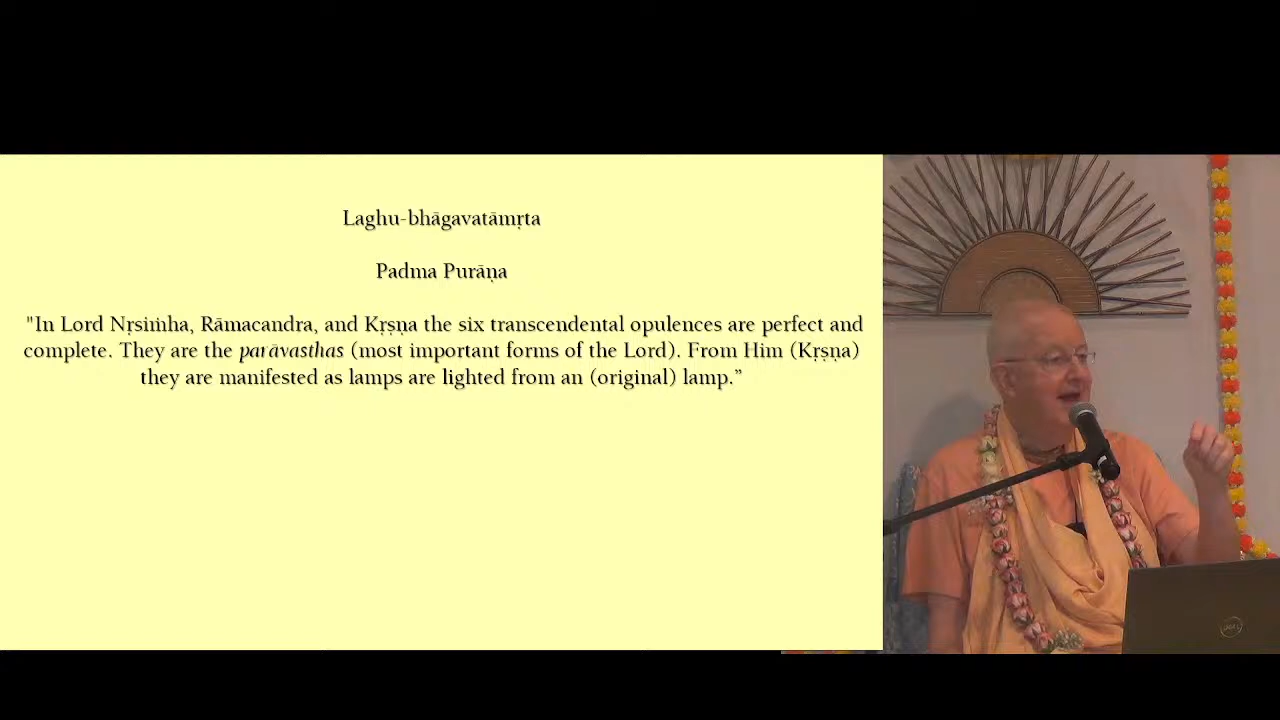 Laghu-bhāgavatāmṛta
Padma Purāṇa
"In Lord Nṛsiṁha, Rāmacandra, and Kṛṣṇa the six transcendental opulences are perfect and
complete. They are the parāvasthas (most important forms of the Lord). From Him (Kṛṣṇa)
they are manifested as lamps are lighted from an (original) lamp.”
DELL